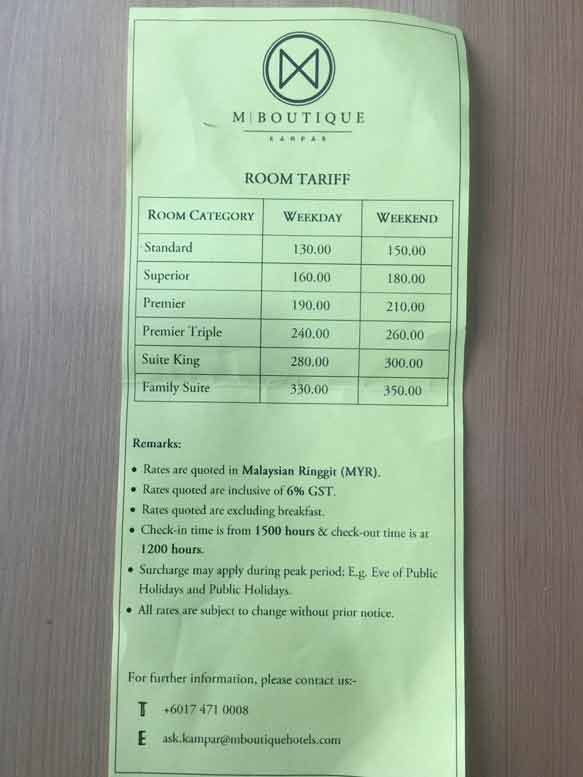 M|BOUTIQUE
KAMPAR
ROOM TARIFF
ROOM CATEGORY WEEKDAY WEEKEND
Standard 130.00 150.00
Superior 160.00 180.00
Premier 190.00 210.00
Premier Triple 240.00 260.00
Suite King 280.00 300.00
Family Suite 330.00 350.00
Remarks:
• Rates are quoted in Malaysian Ringgit (MYR).
• Rates quoted are inclusive of 6% GST.
• Rates quoted are excluding breakfast.
• Check-in time is from 1500 hours & check-out time is at
1200 hours.
• Surcharge may apply during peak period; E.g. Eve of Public
Holidays and Public Holidays.
• All rates are subject to change without prior notice.
For further information, please contact us:-
T +6017 471 0008
E ask.kampar@mboutiquehotels.com